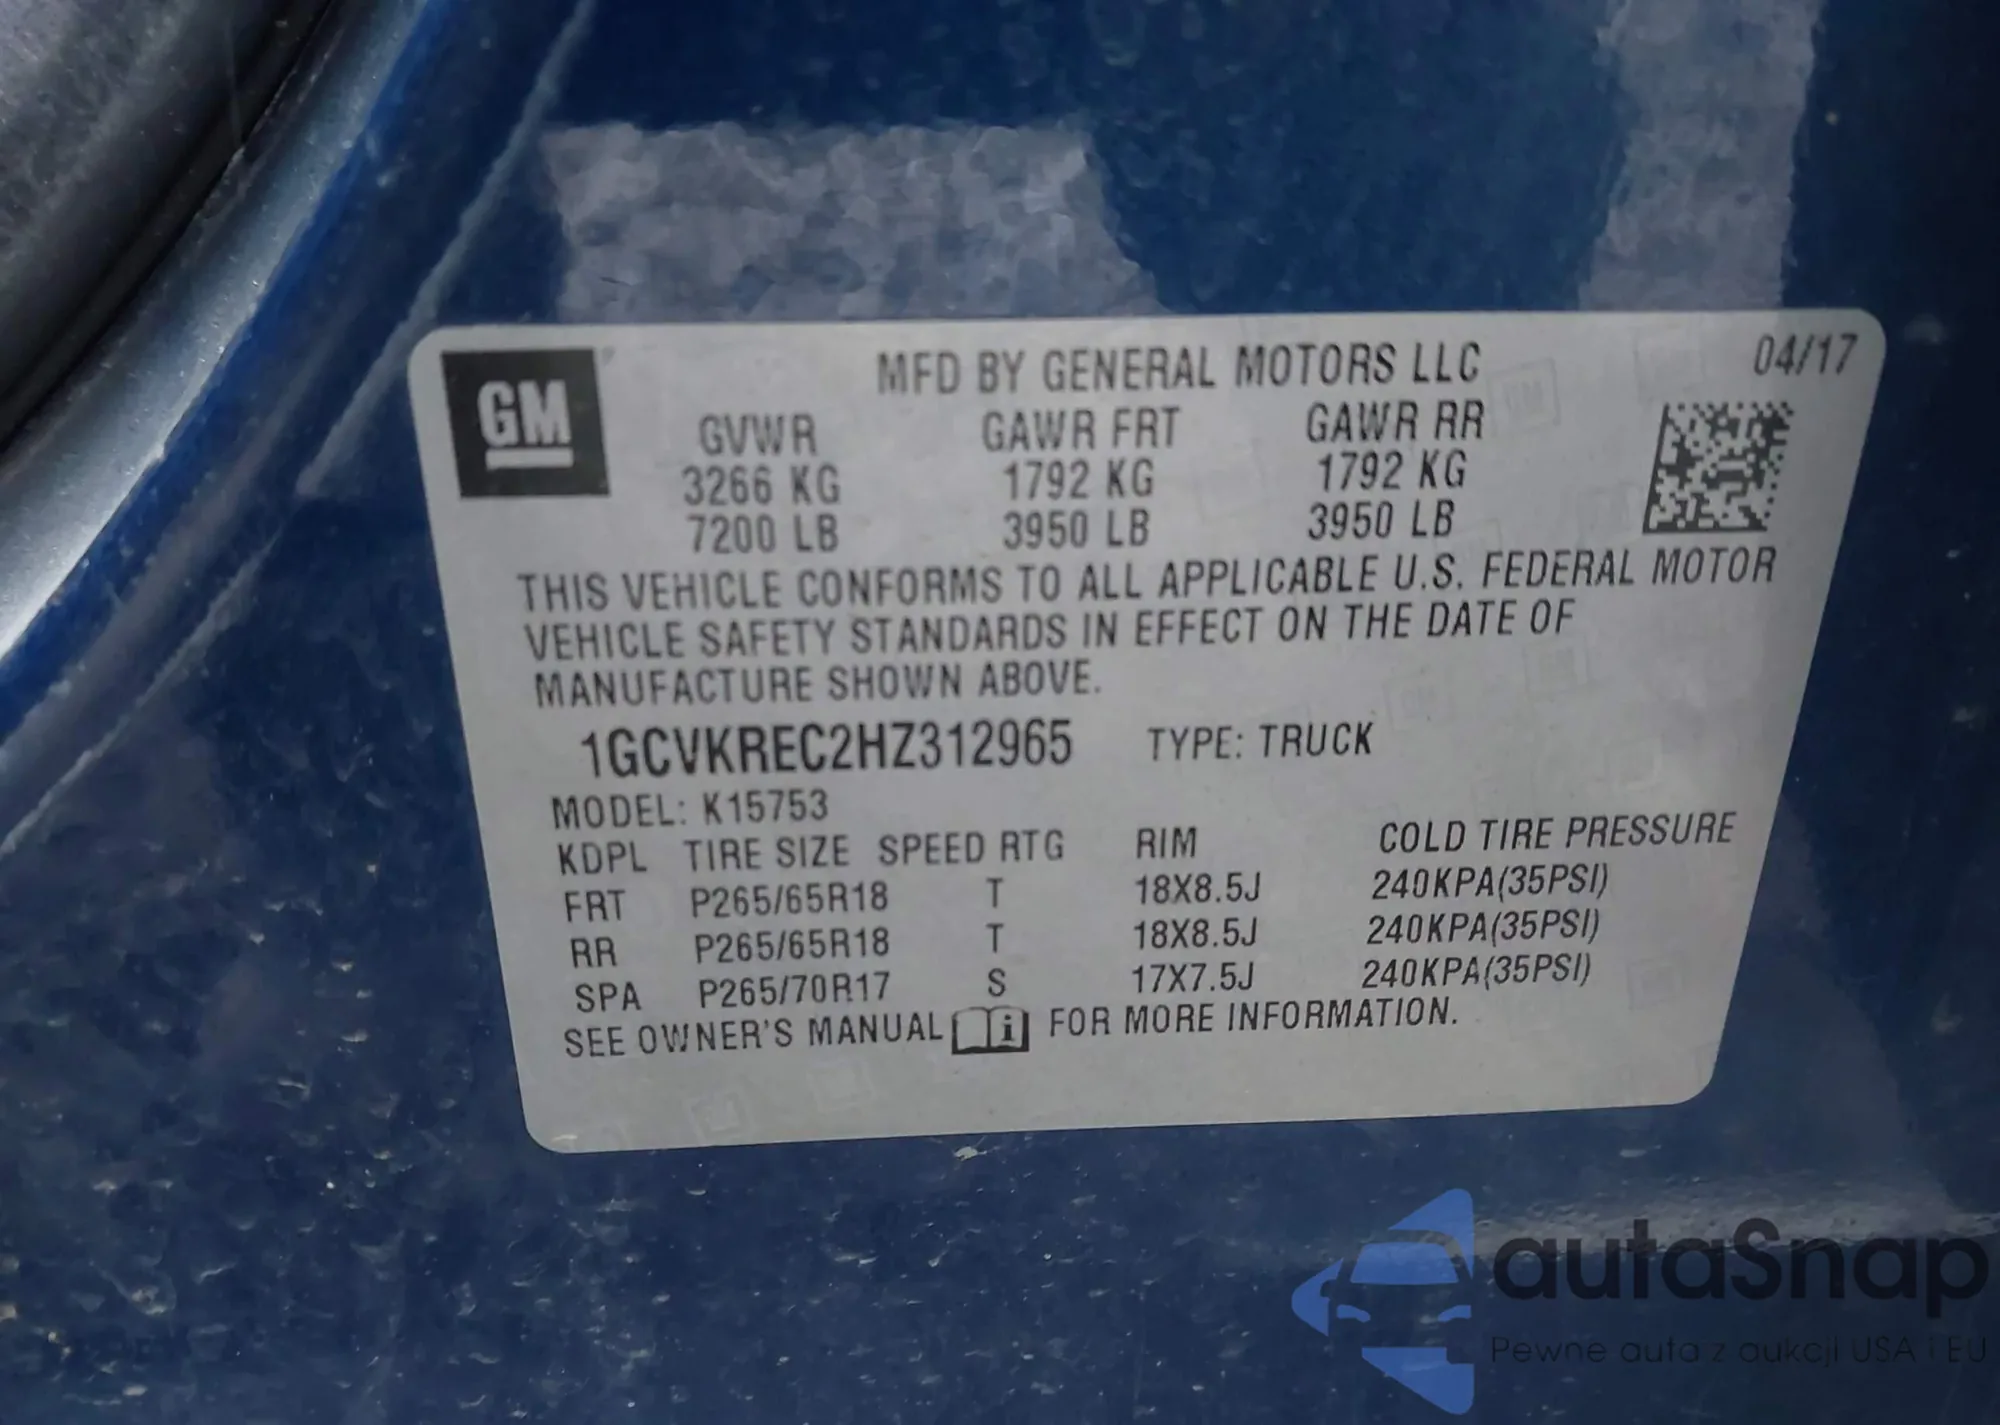 GM
MFD BY GENERAL MOTORS LLC 04/17
GVWR GAWR FRT GAWR RR
3266 KG 1792 KG 1792 KG
7200 LB 3950 LB 3950 LB
THIS VEHICLE CONFORMS TO ALL APPLICABLE U.S. FEDERAL MOTOR
VEHICLE SAFETY STANDARDS IN EFFECT ON THE DATE OF
MANUFACTURE SHOWN ABOVE.
1GCVKREC2HZ312965 TYPE: TRUCK
MODEL: K15753
KDPL TIRE SIZE SPEED RTG RIM COLD TIRE PRESSURE
FRT P265/65R18 T 18X8.5J 240KPA(35PSI)
RR P265/65R18 T 18X8.5J 240KPA(35PSI)
SPA P265/70R17 S 17X7.5J 240KPA(35PSI)
SEE OWNER'S MANUAL FOR MORE INFORMATION.
autaSnap
Pewne auta z aukcji USA i EU